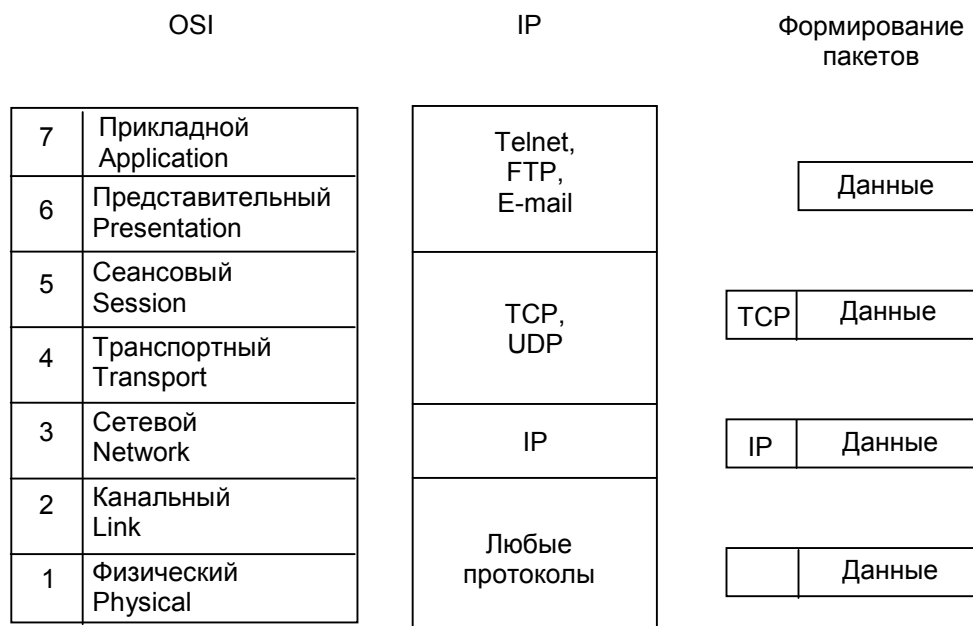 OSI
IP
Формирование
пакетов
7
Прикладной
Application
6
Представительный
Presentation
5
Сеансовый
Session
4
Транспортный
Transport
3
Сетевой
Network
2
Канальный
Link
1
Физический
Physical
Telnet,
FTP,
E-mail
TCP,
UDP
IP
Любые
протоколы
Данные
TCP
Данные
IP
Данные
Данные